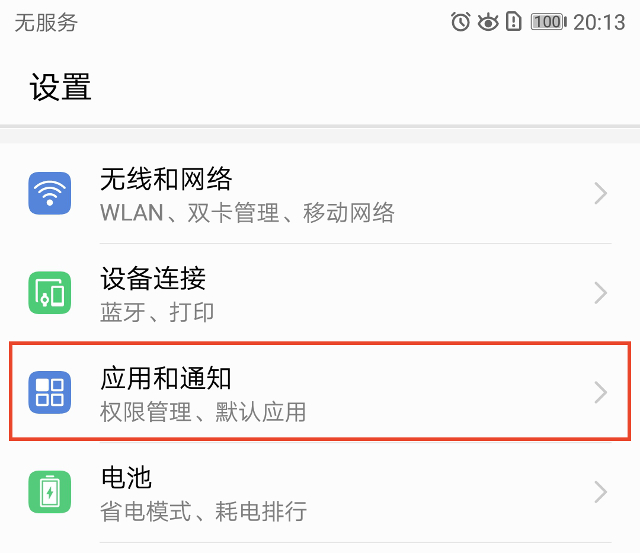 无服务 100 20:13
设置
无线和网络
WLAN、双卡管理、移动网络
设备连接
蓝牙、打印
应用和通知
权限管理、默认应用
电池
省电模式、耗电排行